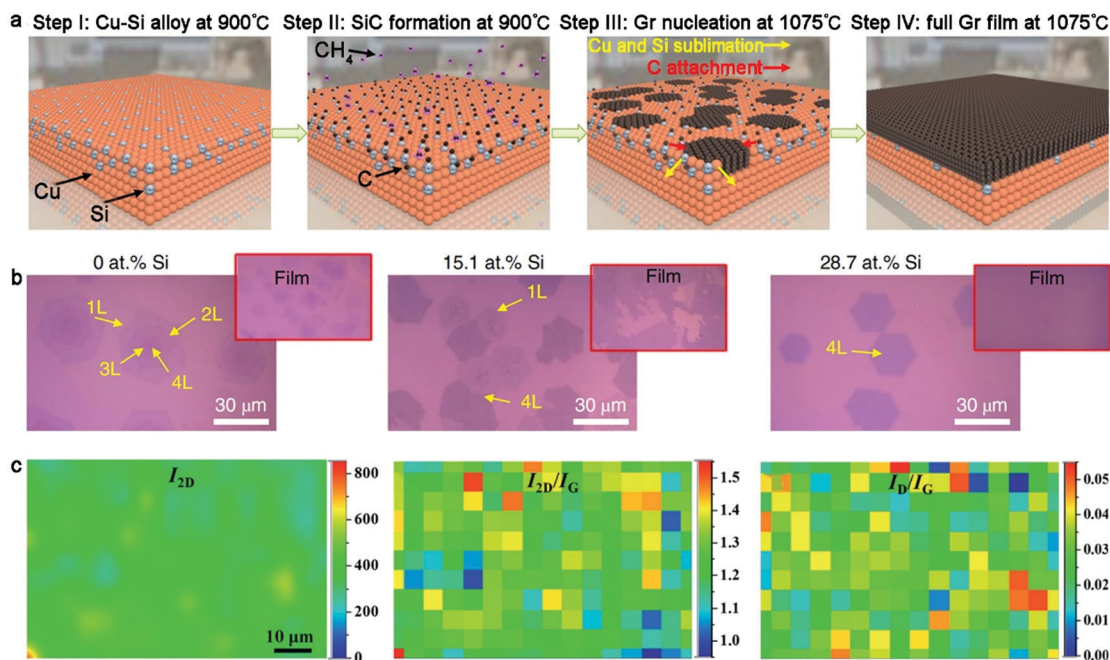 a Step I: Cu-Si alloy at 900℃ Step II: SiC formation at 900℃ Step III: Gr nucleation at 1075℃ Step IV: full Gr film at 1075℃
CH₄
Cu and Si sublimation
C attachment
Cu
Si
C
b 0 at.% Si 15.1 at.% Si 28.7 at.% Si
Film
1L
2L
3L
4L
30 μm
Film
1L
4L
30 μm
Film
4L
30 μm
c
I₂D
800
600
400
200
0
10 μm
I₂D/IG
1.5
1.4
1.3
1.2
1.1
1.0
ID/IG
0.05
0.04
0.03
0.02
0.01
0.00